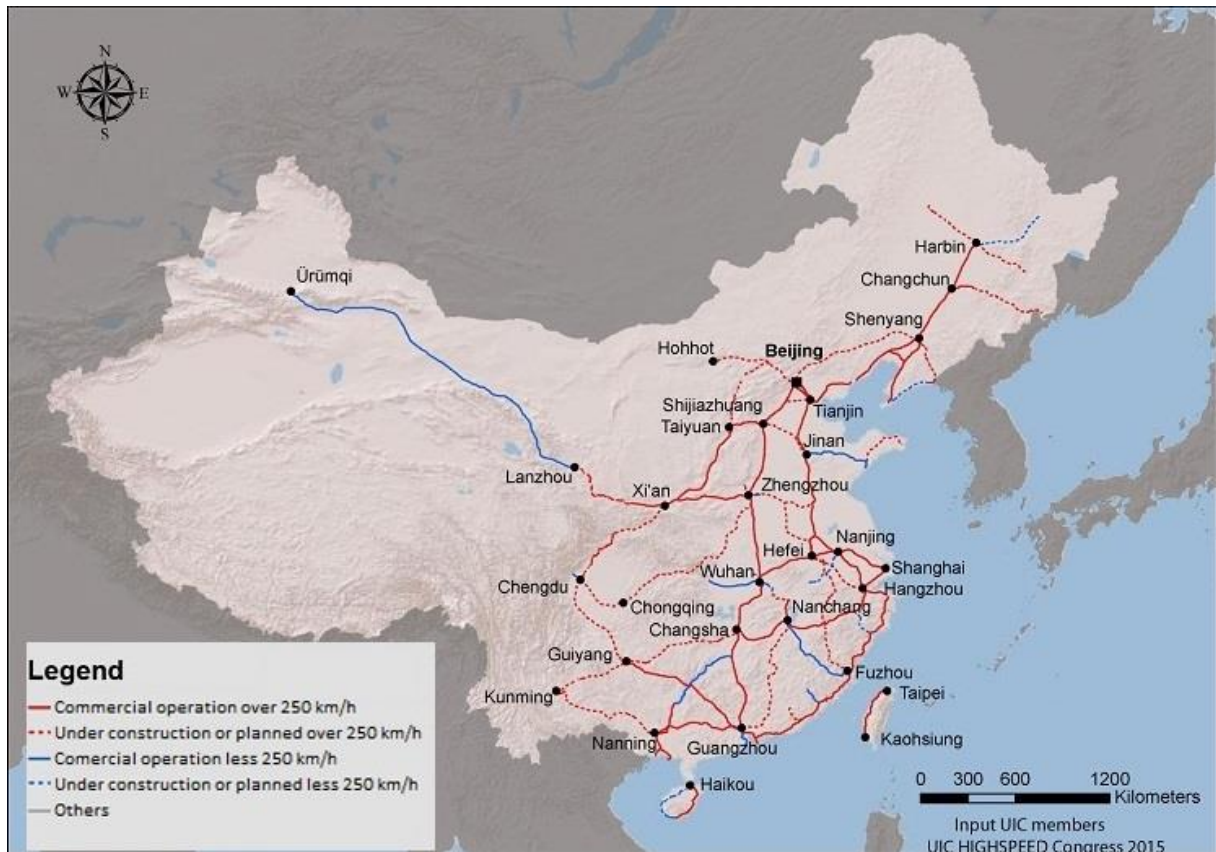 N
W E
S
Ürümqi
Harbin
Changchun
Shenyang
Hohhot
Beijing
Shijiazhuang
Tianjin
Taiyuan
Jinan
Lanzhou
Xi'an
Zhengzhou
Hefei
Nanjing
Shanghai
Chengdu
Wuhan
Hangzhou
Chongqing
Nanchang
Changsha
Guiyang
Fuzhou
Kunming
Taipei
Nanning
Guangzhou
Kaohsiung
Haikou
Legend
Commercial operation over 250 km/h
Under construction or planned over 250 km/h
Comercial operation less 250 km/h
Under construction or planned less 250 km/h
Others
0 300 600 1200
Kilometers
Input UIC members
UIC HIGHSPEED Congress 2015